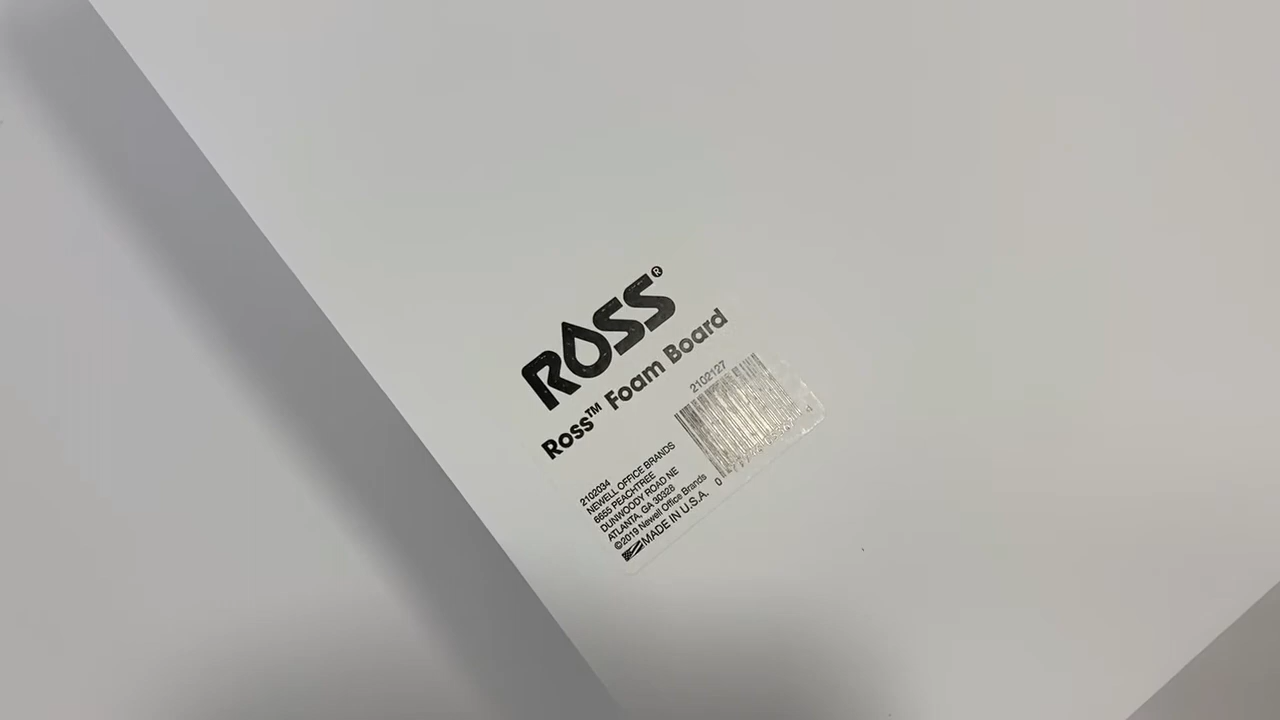 ROSS®
Ross™ Foam Board
2102127
2102034
NEWELL OFFICE BRANDS
6655 PEACHTREE
DUNWOODY ROAD NE
ATLANTA, GA 30328
©2019 Newell Office Brands
MADE IN U.S.A.